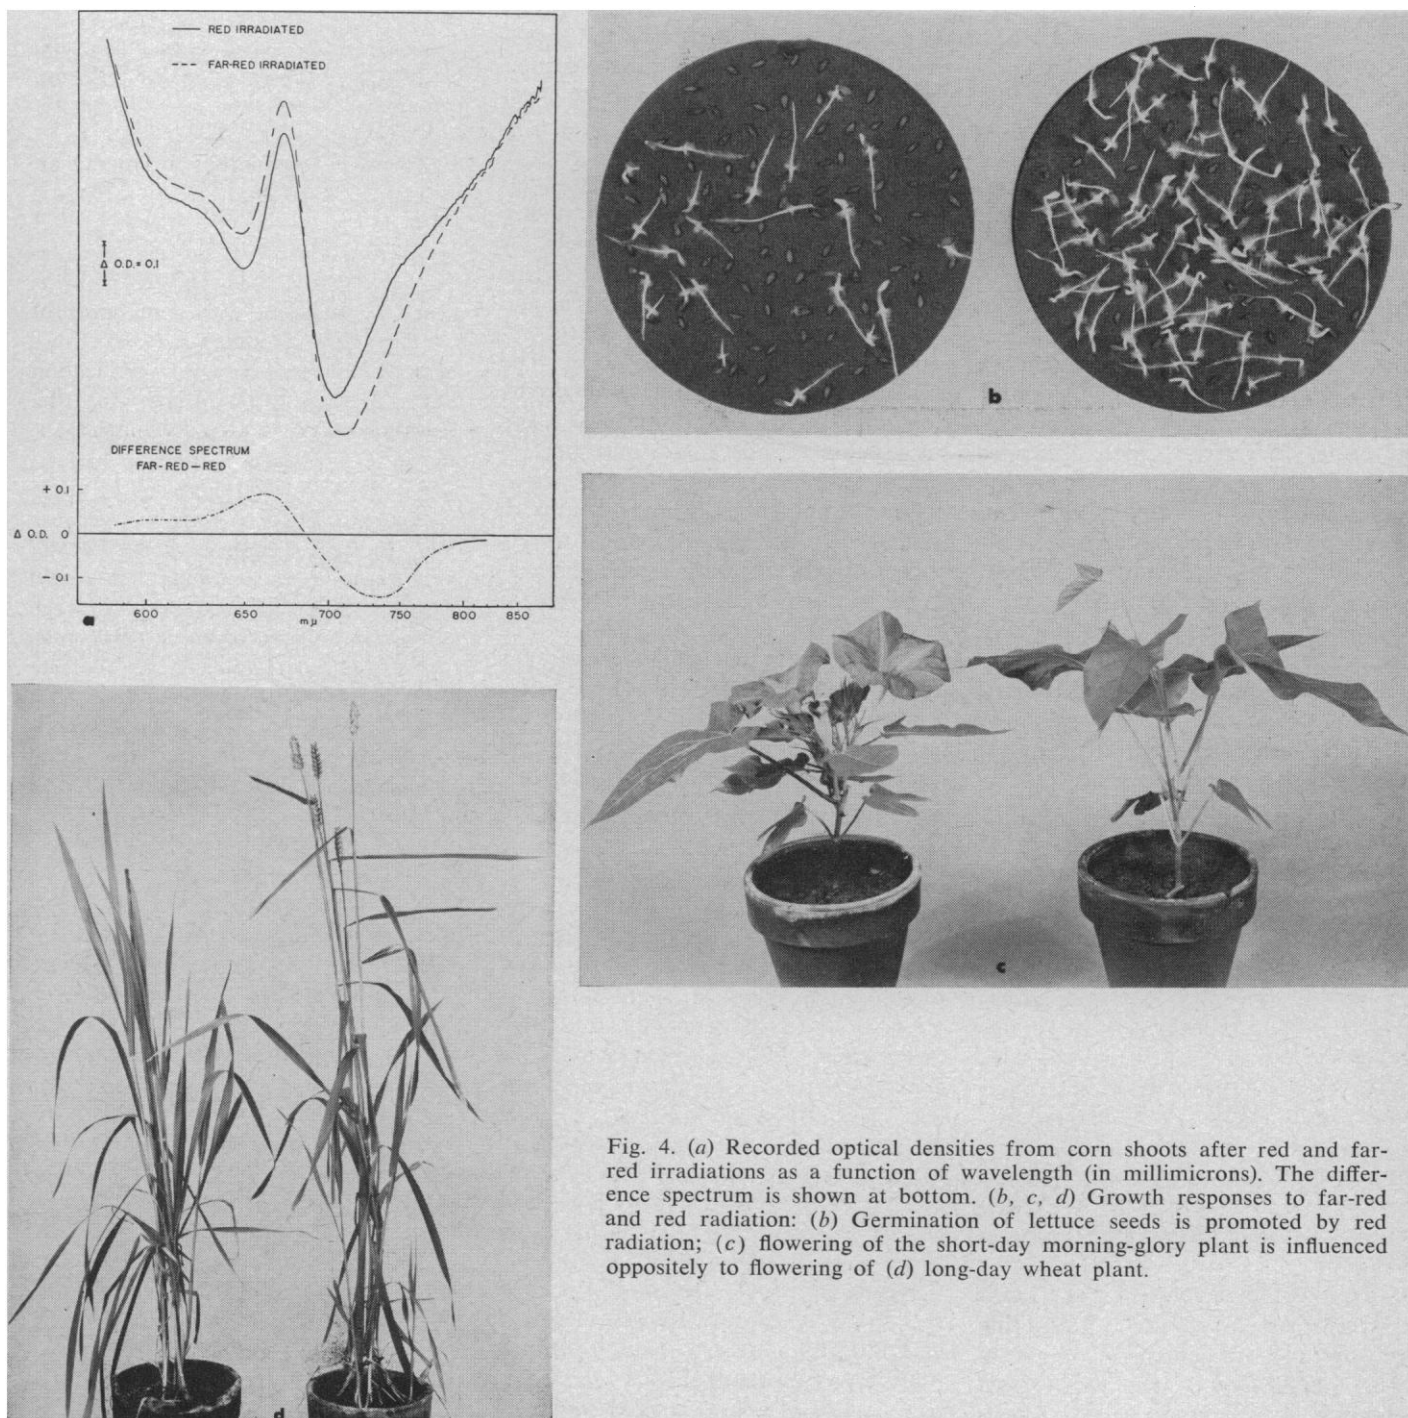 RED IRRADIATED
FAR-RED IRRADIATED
Δ O.D.= 0.1
DIFFERENCE SPECTRUM
FAR-RED—RED
+ 0.1
Δ O.D. 0
- 0.1
600 650 700 750 800 850
mμ
a
b
c
d
Fig. 4. (a) Recorded optical densities from corn shoots after red and far-
red irradiations as a function of wavelength (in millimicrons). The differ-
ence spectrum is shown at bottom. (b, c, d) Growth responses to far-red
and red radiation: (b) Germination of lettuce seeds is promoted by red
radiation; (c) flowering of the short-day morning-glory plant is influenced
oppositely to flowering of (d) long-day wheat plant.